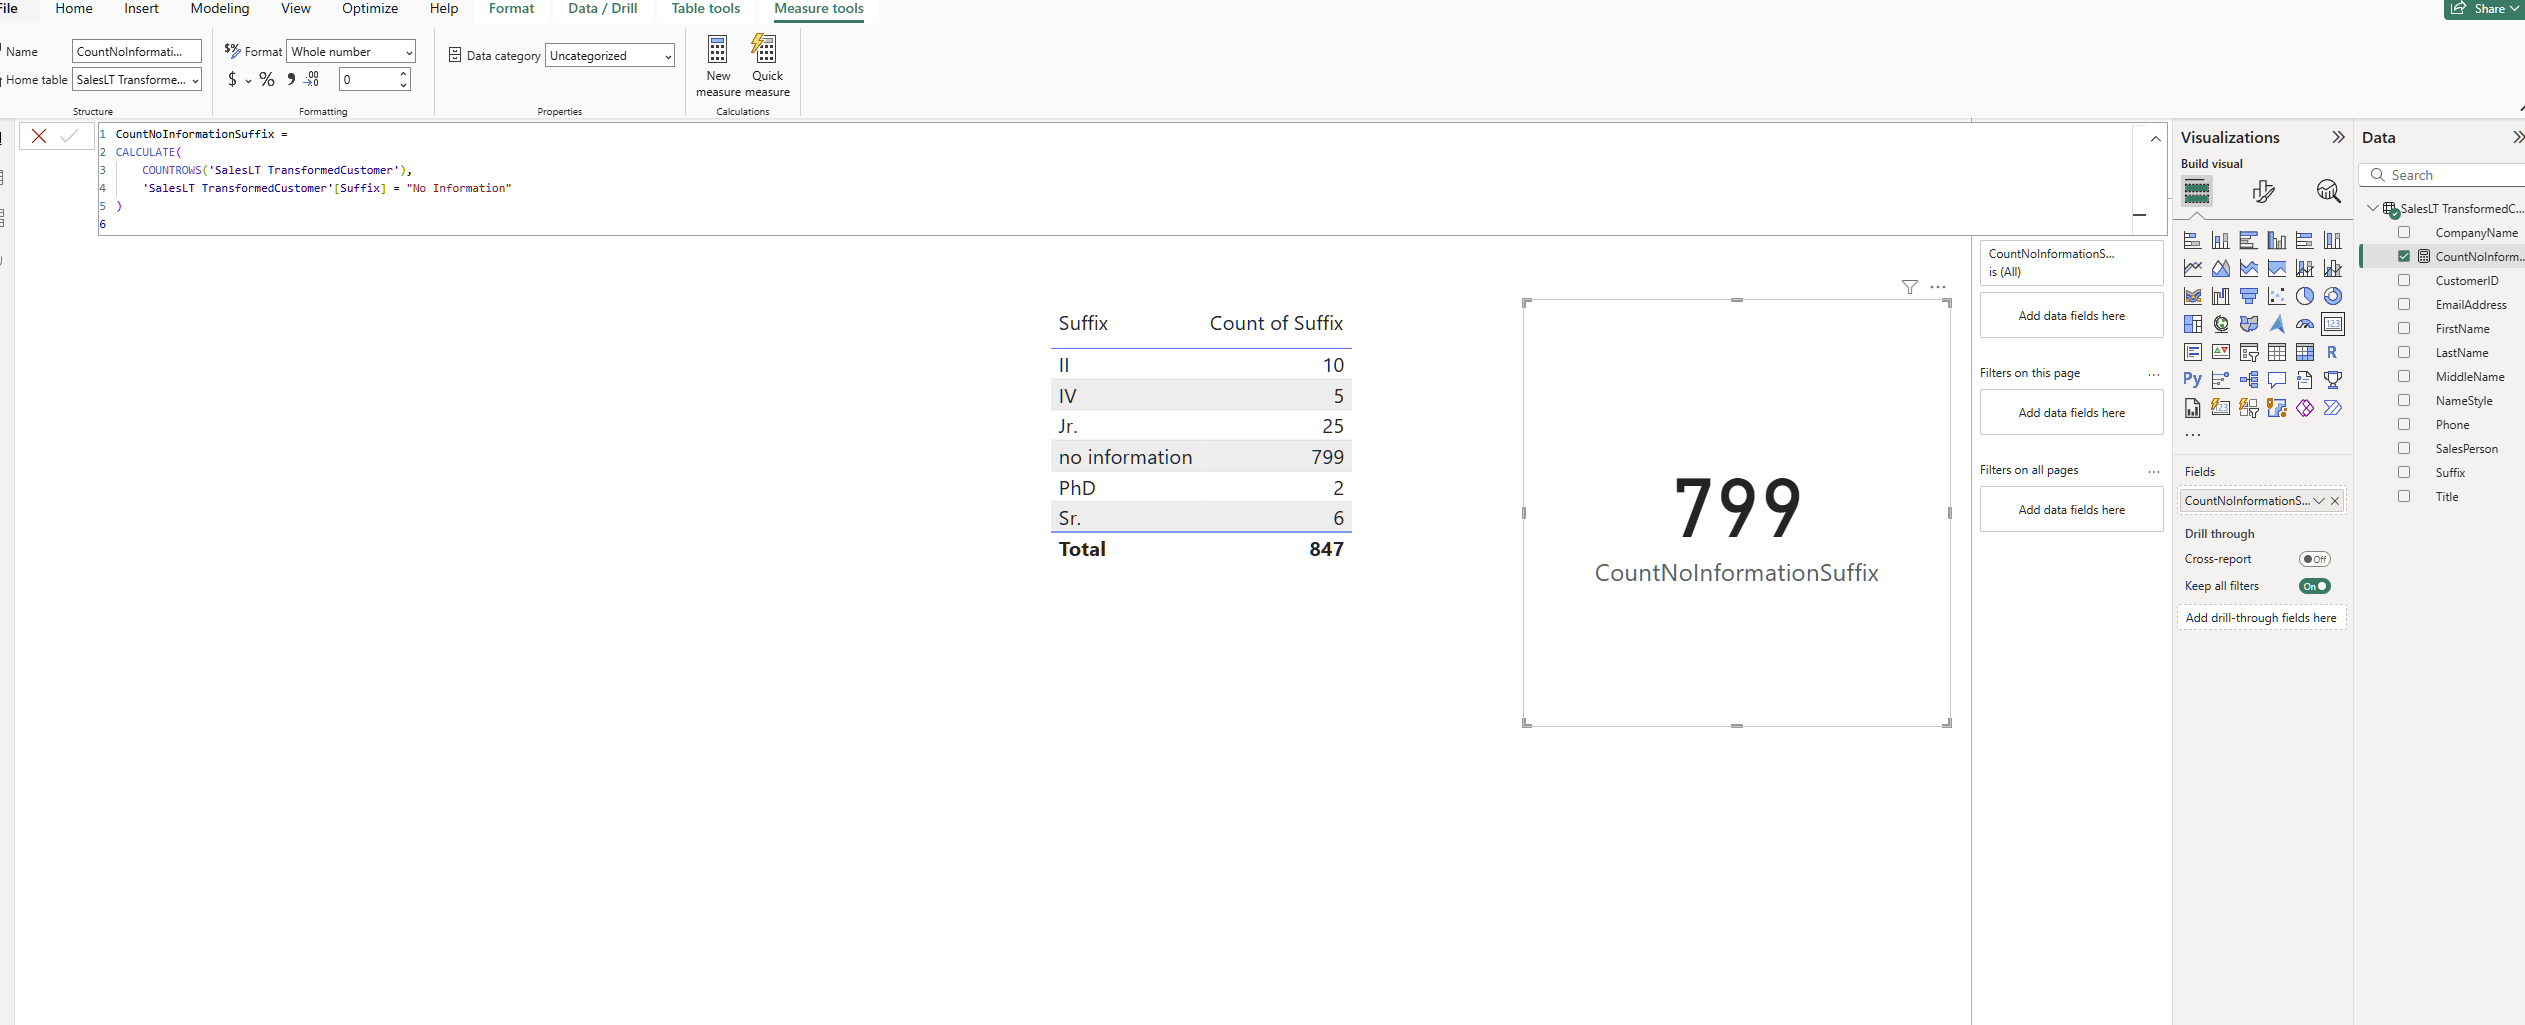 File
Home
Insert
Modeling
View
Optimize
Help
Format
Data / Drill
Table tools
Measure tools
Share
Name
CountNoInformati...
Home table
SalesLT Transforme...
Structure
Format
Whole number
$
%
0
Formatting
Data category
Uncategorized
Properties
New measure
Quick measure
Calculations
1 CountNoInformationSuffix =
2 CALCULATE(
3 COUNTROWS('SalesLT TransformedCustomer'),
4 'SalesLT TransformedCustomer'[Suffix] = "No Information"
5 )
6
Suffix Count of Suffix
II 10
IV 5
Jr. 25
no information 799
PhD 2
Sr. 6
Total 847
799
CountNoInformationSuffix
CountNoInformationS...
is (All)
Add data fields here
Filters on this page
Add data fields here
Filters on all pages
Add data fields here
Visualizations
Build visual
123
R
Py
123
Fields
CountNoInformationS...
Drill through
Cross-report
Off
Keep all filters
On
Add drill-through fields here
Data
Search
SalesLT TransformedC...
CompanyName
CountNoInform...
CustomerID
EmailAddress
FirstName
LastName
MiddleName
NameStyle
Phone
SalesPerson
Suffix
Title